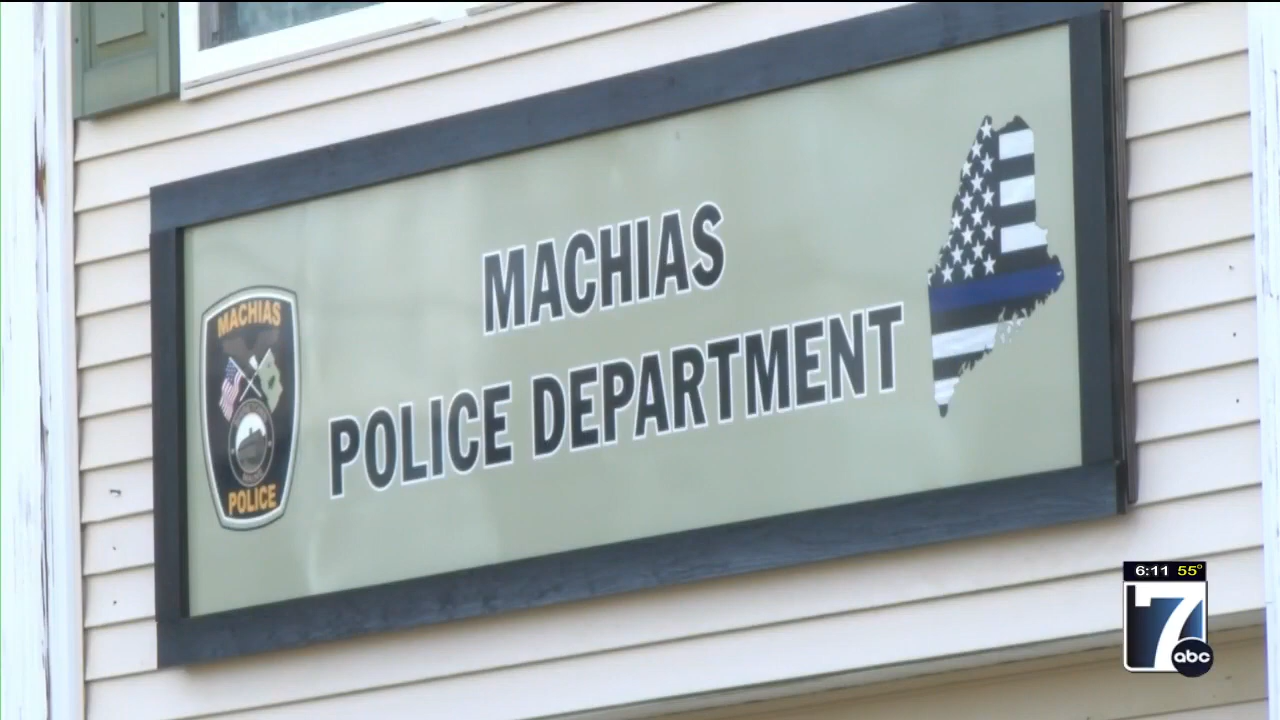 MACHIAS
POLICE DEPARTMENT
MACHIAS
POLICE
6:11 55°
7
abc